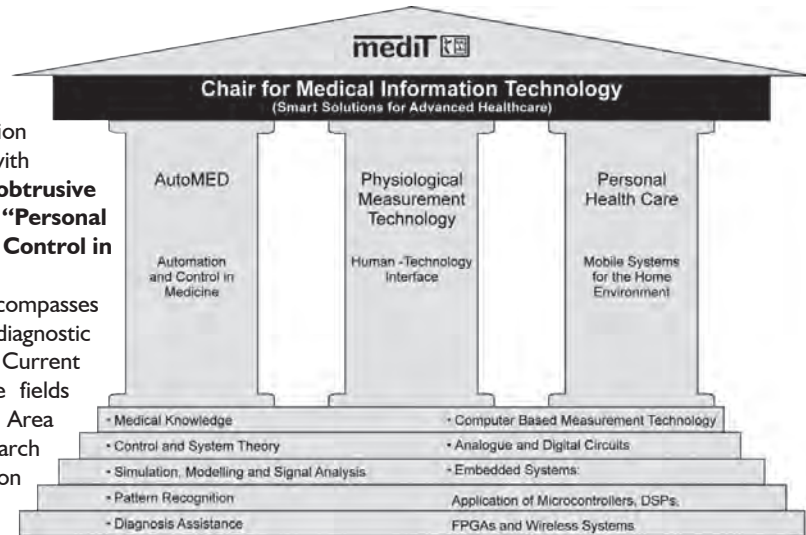 mediT
Chair for Medical Information Technology
(Smart Solutions for Advanced Healthcare)
tion
with
obtrusive
“Personal
Control in
compasses
diagnostic
Current
e fields
Area
arch
on
AutoMED
Automation
and Control in
Medicine
Physiological
Measurement
Technology
Human -Technology
Interface
Personal
Health Care
Mobile Systems
for the Home
Environment
• Medical Knowledge
• Control and System Theory
• Simulation, Modelling and Signal Analysis
• Pattern Recognition
• Diagnosis Assistance
• Computer Based Measurement Technology
• Analogue and Digital Circuits
• Embedded Systems:
Application of Microcontrollers, DSPs,
FPGAs and Wireless Systems